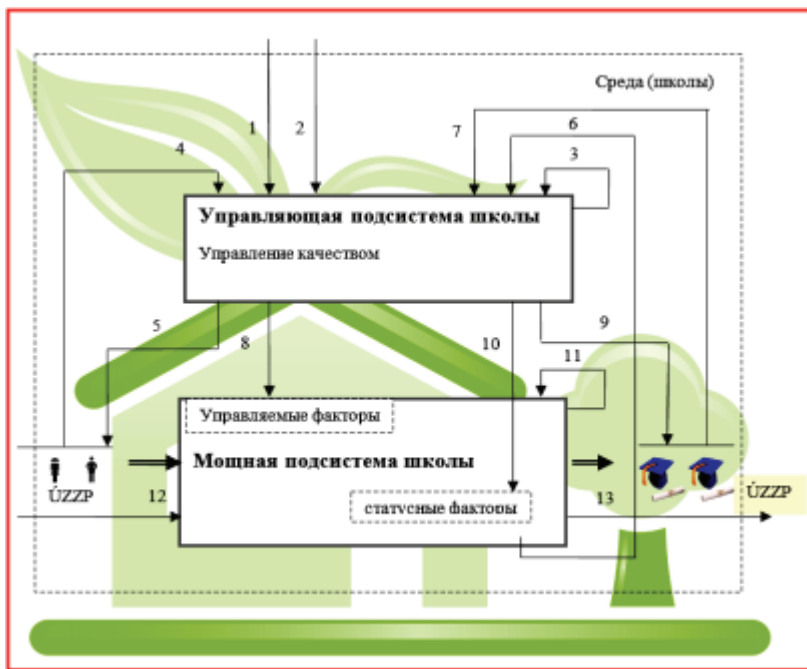 Среда (школы)
1
2
7
6
4
3
Управляющая подсистема школы
Управление качеством
5
8
10
9
11
Управляемые факторы
Мощная подсистема школы
ÚZZP
12
статусные факторы
13
ÚZZP